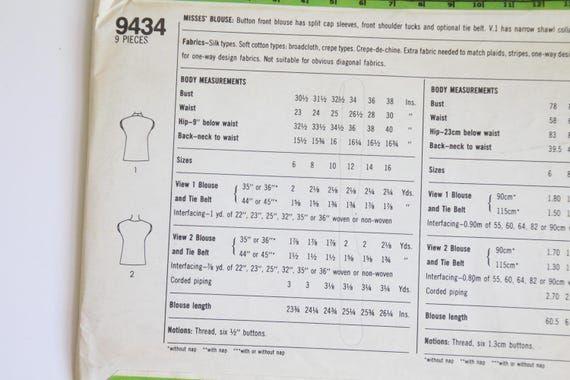 9434
9 PIECES
MISSES' BLOUSE: Button front blouse has split cap sleeves, front shoulder tucks and optional tie belt. V.1 has narrow shawl
Fabrics—Silk types. Soft cotton types: broadcloth, crepe types. Crepe-de-chine. Extra fabric needed to match plaids, stripes, one-way
for one-way design fabrics. Not suitable for obvious diagonal fabrics.
BODY MEASUREMENTS
Bust 30½ 31½ 32½ 34 36 38 Ins.
Waist 23 24 25 26½ 28 30 "
Hip—9" below waist 32½ 33½ 34½ 36 38 40 "
Back—neck to waist 15½ 15¾ 16 16¼ 16½ 16¾ "
Sizes 6 8 10 12 14 16
View 1 Blouse 35" or 36"* 2 2⅛ 2⅛ 2⅛ 2¼ 2¼ Yds.
and Tie Belt 44" or 45"* 1⅝ 1⅝ 1¾ 1¾ 1⅞ "
Interfacing—1 yd. of 22", 23", 25", 32", 35" or 36" woven or non-woven
View 2 Blouse 35" or 36"* 1⅞ 1⅞ 1⅞ 2 2 2⅛ Yds.
and Tie Belt 44" or 45"* 1½ 1½ 1⅝ 1⅝ 1¾ "
Interfacing—⅞ yd. of 22", 23", 25", 32", 35" or 36" woven or non-woven
Corded piping 3 3 3⅛ 3¼ 3¼ 3¼ Yds.
Blouse length 23¾ 24¼ 24¾ 25¼ 25¾ 26¼ Ins.
Notions: Thread, six ½" buttons.
*without nap **with nap ***with or without nap
1
2
BODY MEASUREMENTS
Bust 78
Waist 58
Hip—23cm below waist 83
Back—neck to waist 39.5
Sizes 6
View 1 Blouse 90cm* 1.80
and Tie Belt 115cm* 1.50
Interfacing—0.90m of 55, 60, 64, 82 or 90cm
View 2 Blouse 90cm* 1.70
and Tie Belt 115cm* 1.30
Interfacing—0.80m of 55, 60, 64, 82 or 90cm
Corded piping 2.70
Blouse length 60.5
Notions: Thread, six 1.3cm buttons.
*without nap **with nap ***with or without nap